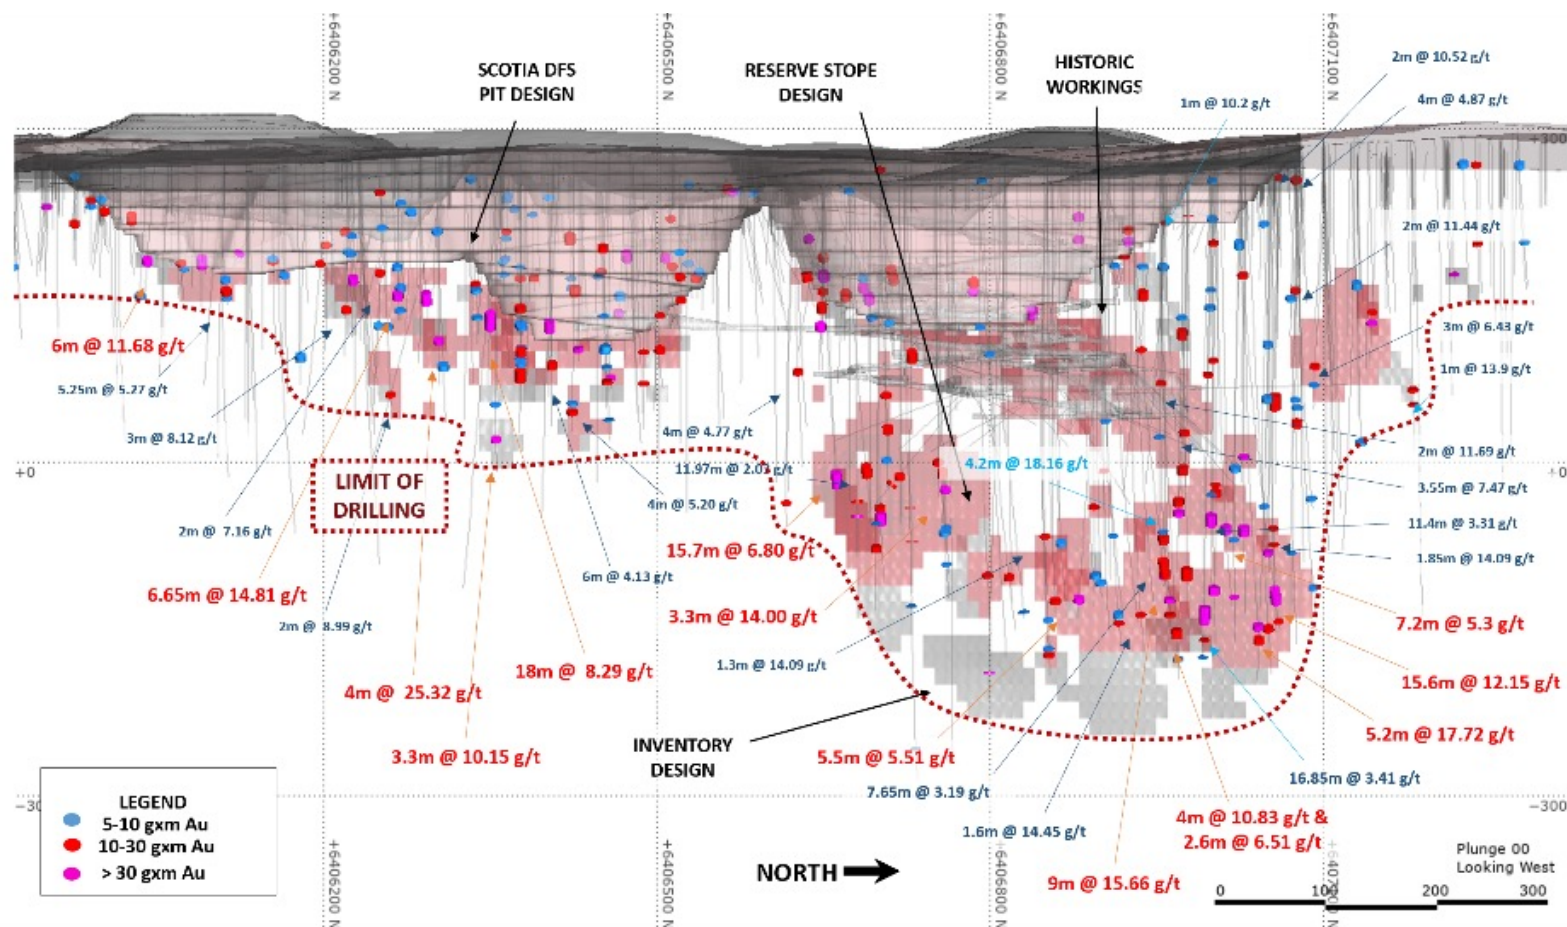 +6406200 N
+6406500 N
+6406800 N
+6407100 N
SCOTIA DFS
PIT DESIGN
RESERVE STOPE
DESIGN
HISTORIC
WORKINGS
2m @ 10.52 g/t
1m @ 10.2 g/t
4m @ 4.87 g/t
+300
2m @ 11.44 g/t
6m @ 11.68 g/t
3m @ 6.43 g/t
5.25m @ 5.27 g/t
1m @ 13.9 g/t
3m @ 8.12 g/t
4m @ 4.77 g/t
2m @ 11.69 g/t
+0
+0
4.2m @ 18.16 g/t
11.97m @ 2.03 g/t
LIMIT OF
DRILLING
3.55m @ 7.47 g/t
4m @ 5.20 g/t
2m @ 7.16 g/t
11.4m @ 3.31 g/t
15.7m @ 6.80 g/t
1.85m @ 14.09 g/t
6m @ 4.13 g/t
6.65m @ 14.81 g/t
3.3m @ 14.00 g/t
7.2m @ 5.3 g/t
2m @ 8.99 g/t
1.3m @ 14.09 g/t
18m @ 8.29 g/t
4m @ 25.32 g/t
15.6m @ 12.15 g/t
5.2m @ 17.72 g/t
INVENTORY
DESIGN
3.3m @ 10.15 g/t
5.5m @ 5.51 g/t
16.85m @ 3.41 g/t
7.65m @ 3.19 g/t
-300
LEGEND
5-10 gxm Au
10-30 gxm Au
> 30 gxm Au
4m @ 10.83 g/t &
2.6m @ 6.51 g/t
1.6m @ 14.45 g/t
NORTH
9m @ 15.66 g/t
Plunge 00
Looking West
0 100 200 300
+6406200 N
+6406500 N
+6406800 N